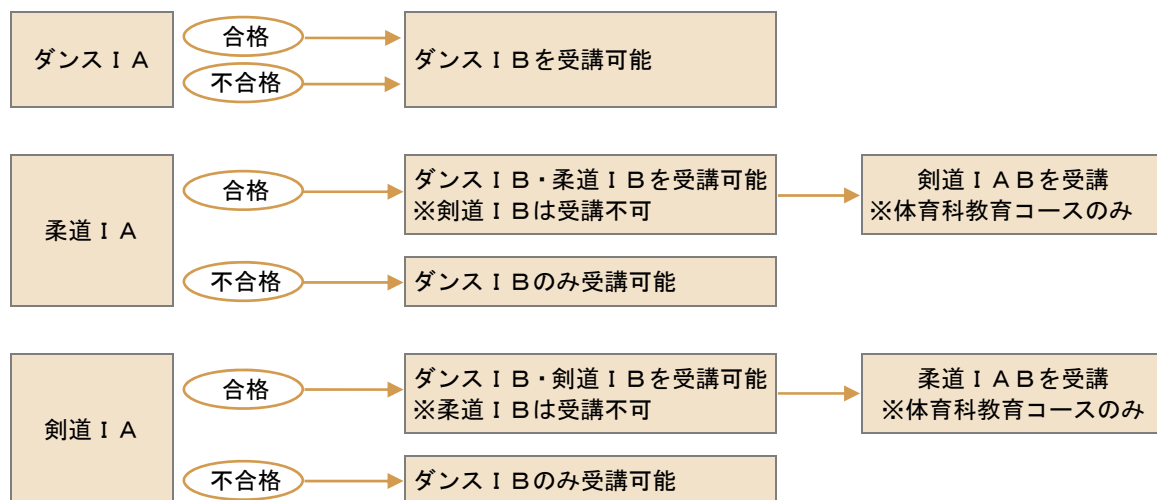 ダンスⅠA
合格
不合格
ダンスⅠBを受講可能
柔道ⅠA
合格
ダンスⅠB・柔道ⅠBを受講可能
※剣道ⅠBは受講不可
剣道ⅠABを受講
※体育科教育コースのみ
不合格
ダンスⅠBのみ受講可能
剣道ⅠA
合格
ダンスⅠB・剣道ⅠBを受講可能
※柔道ⅠBは受講不可
柔道ⅠABを受講
※体育科教育コースのみ
不合格
ダンスⅠBのみ受講可能